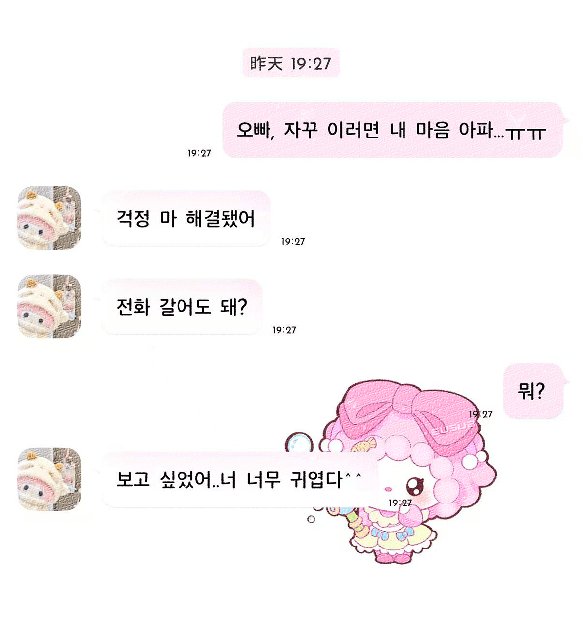 昨天 19:27
오빠, 자꾸 이러면 내 마음 아파...ㅠㅠ
19:27
걱정 마 해결됐어
19:27
전화 갈어도 돼?
19:27
뭐?
19:27
보고 싶었어..너 너무 귀엽다^^
19:27